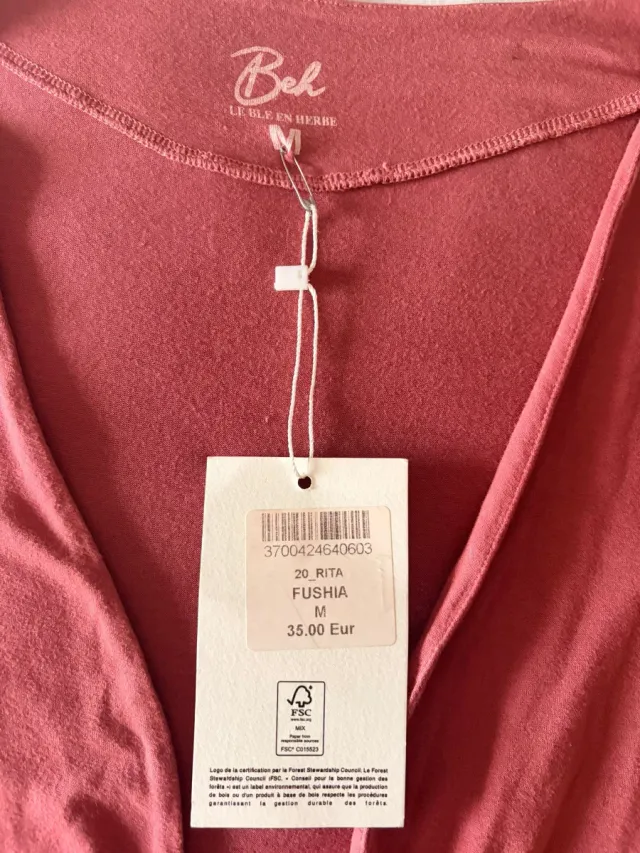 Beh
LE BLE EN HERBE
M
3700424640603
20_RITA
FUSHIA
M
35.00 Eur
FSC
www.fsc.org
MIX
Paper from
responsible sources
FSC® C015523
Logo de la certification par le Forest Stewardship Council. Le Forest
Stewardship Council (FSC. « Conseil pour la bonne gestion des
forêts » est un label environnemental, qui assure que la production
de bois ou d'un produit à base de bois respecte les procédures
garantissant la gestion durable des forêts.